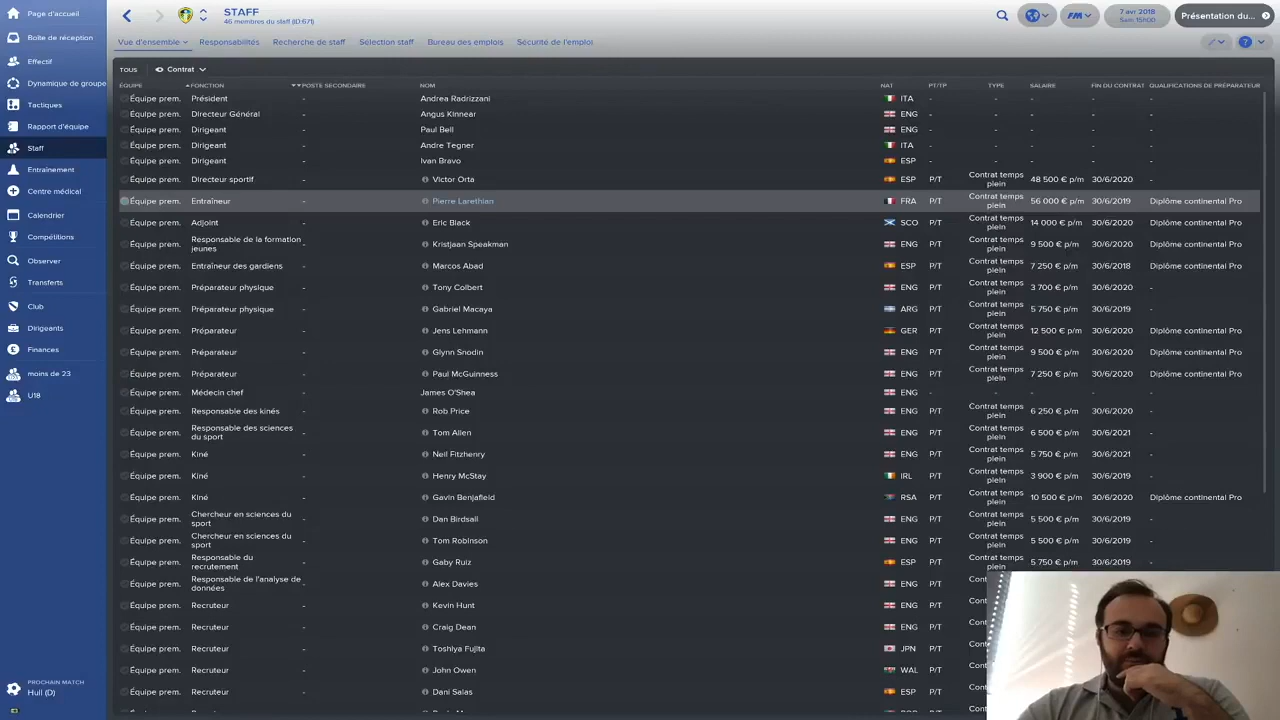 Page d'accueil
Boîte de réception
Effectif
Dynamique de groupe
Tactiques
Rapport d'équipe
Staff
Entraînement
Centre médical
Calendrier
Compétitions
Observer
Transferts
Club
Dirigeants
Finances
moins de 23
U18
PROCHAIN MATCH
Hull (D)
STAFF
46 membres du staff (ID:671)
FM
7 avr 2018
Sam. 15h00
Présentation du...
Vue d'ensemble Responsabilités Recherche de staff Sélection staff Bureau des emplois Sécurité de l'emploi
?
TOUS Contrat
ÉQUIPE FONCTION POSTE SECONDAIRE NOM NAT PT/TP TYPE SALAIRE FIN DU CONTRAT QUALIFICATIONS DE PRÉPARATEUR
Équipe prem. Président - Andrea Radrizzani ITA - - - - -
Équipe prem. Directeur Général - Angus Kinnear ENG - - - - -
Équipe prem. Dirigeant - Paul Bell ENG - - - - -
Équipe prem. Dirigeant - Andre Tegner ITA - - - - -
Équipe prem. Dirigeant - Ivan Bravo ESP - - - - -
Équipe prem. Directeur sportif - Victor Orta ESP P/T Contrat temps plein 48 500 € p/m 30/6/2020 -
Équipe prem. Entraîneur - Pierre Larethian FRA P/T Contrat temps plein 56 000 € p/m 30/6/2019 Diplôme continental Pro
Équipe prem. Adjoint - Eric Black SCO P/T Contrat temps plein 14 000 € p/m 30/6/2020 Diplôme continental Pro
Équipe prem. Responsable de la formation jeunes - Kristjaan Speakman ENG P/T Contrat temps plein 9 500 € p/m 30/6/2020 Diplôme continental Pro
Équipe prem. Entraîneur des gardiens - Marcos Abad ESP P/T Contrat temps plein 7 250 € p/m 30/6/2018 Diplôme continental Pro
Équipe prem. Préparateur physique - Tony Colbert ENG P/T Contrat temps plein 3 700 € p/m 30/6/2020 -
Équipe prem. Préparateur physique - Gabriel Macaya ARG P/T Contrat temps plein 5 750 € p/m 30/6/2019 -
Équipe prem. Préparateur - Jens Lehmann GER P/T Contrat temps plein 12 500 € p/m 30/6/2020 Diplôme continental Pro
Équipe prem. Préparateur - Glynn Snodin ENG P/T Contrat temps plein 9 500 € p/m 30/6/2020 Diplôme continental Pro
Équipe prem. Préparateur - Paul McGuinness ENG P/T Contrat temps plein 7 250 € p/m 30/6/2020 Diplôme continental Pro
Équipe prem. Médecin chef - James O'Shea ENG - - - - -
Équipe prem. Responsable des kinés - Rob Price ENG P/T Contrat temps plein 6 250 € p/m 30/6/2020 -
Équipe prem. Responsable des sciences du sport - Tom Allen ENG P/T Contrat temps plein 6 500 € p/m 30/6/2021 -
Équipe prem. Kiné - Neil Fitzhenry ENG P/T Contrat temps plein 5 750 € p/m 30/6/2021 -
Équipe prem. Kiné - Henry McStay IRL P/T Contrat temps plein 3 900 € p/m 30/6/2019 -
Équipe prem. Kiné - Gavin Benjafield RSA P/T Contrat temps plein 10 500 € p/m 30/6/2020 Diplôme continental Pro
Équipe prem. Chercheur en sciences du sport - Dan Birdsall ENG P/T Contrat temps plein 5 500 € p/m 30/6/2019 -
Équipe prem. Chercheur en sciences du sport - Tom Robinson ENG P/T Contrat temps plein 5 500 € p/m 30/6/2019 -
Équipe prem. Responsable du recrutement - Gaby Ruiz ESP P/T Contrat temps plein 5 750 € p/m 30/6/2019 -
Équipe prem. Responsable de l'analyse de données - Alex Davies ENG P/T
Équipe prem. Recruteur - Kevin Hunt ENG P/T
Équipe prem. Recruteur - Craig Dean ENG P/T
Équipe prem. Recruteur - Toshiya Fujita JPN P/T
Équipe prem. Recruteur - John Owen WAL P/T
Équipe prem. Recruteur - Dani Salas ESP P/T